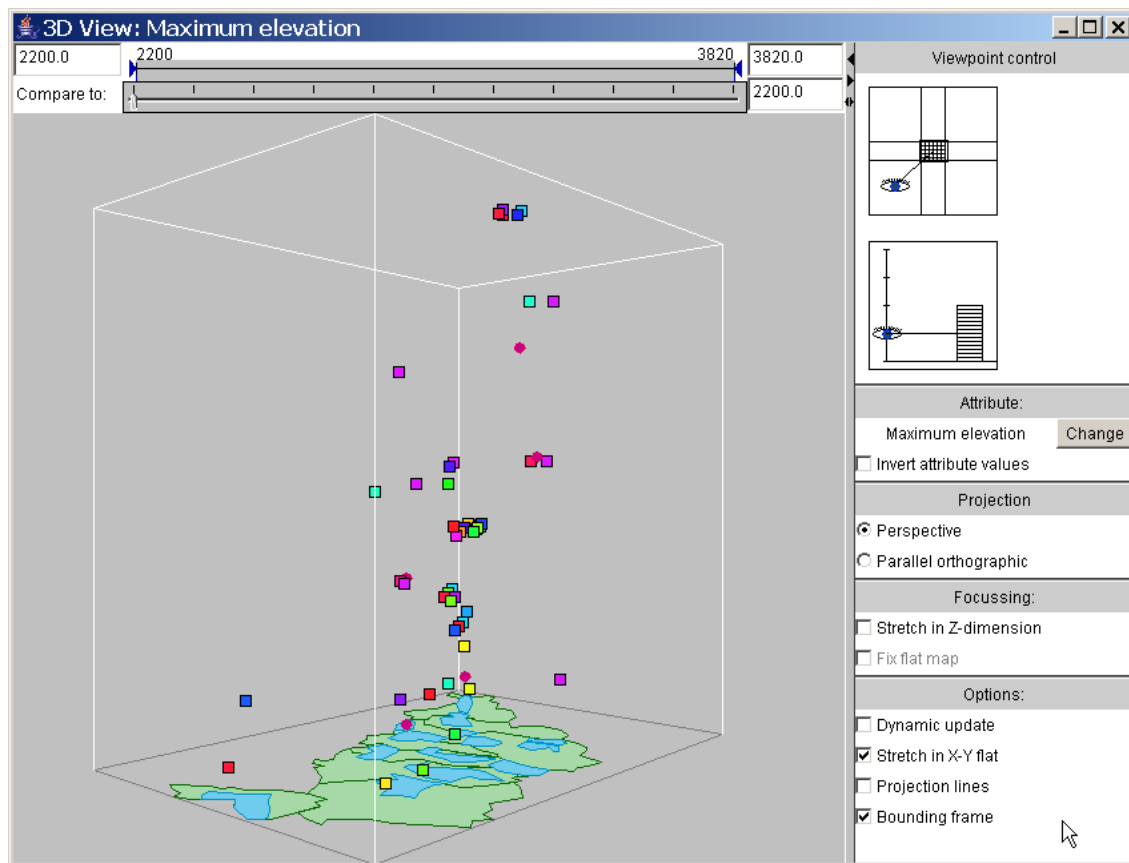 3D View: Maximum elevation
2200.0
2200
3820
3820.0
Compare to:
2200.0
Viewpoint control
Attribute:
Maximum elevation
Change
Invert attribute values
Projection
Perspective
Parallel orthographic
Focussing:
Stretch in Z-dimension
Fix flat map
Options:
Dynamic update
Stretch in X-Y flat
Projection lines
Bounding frame